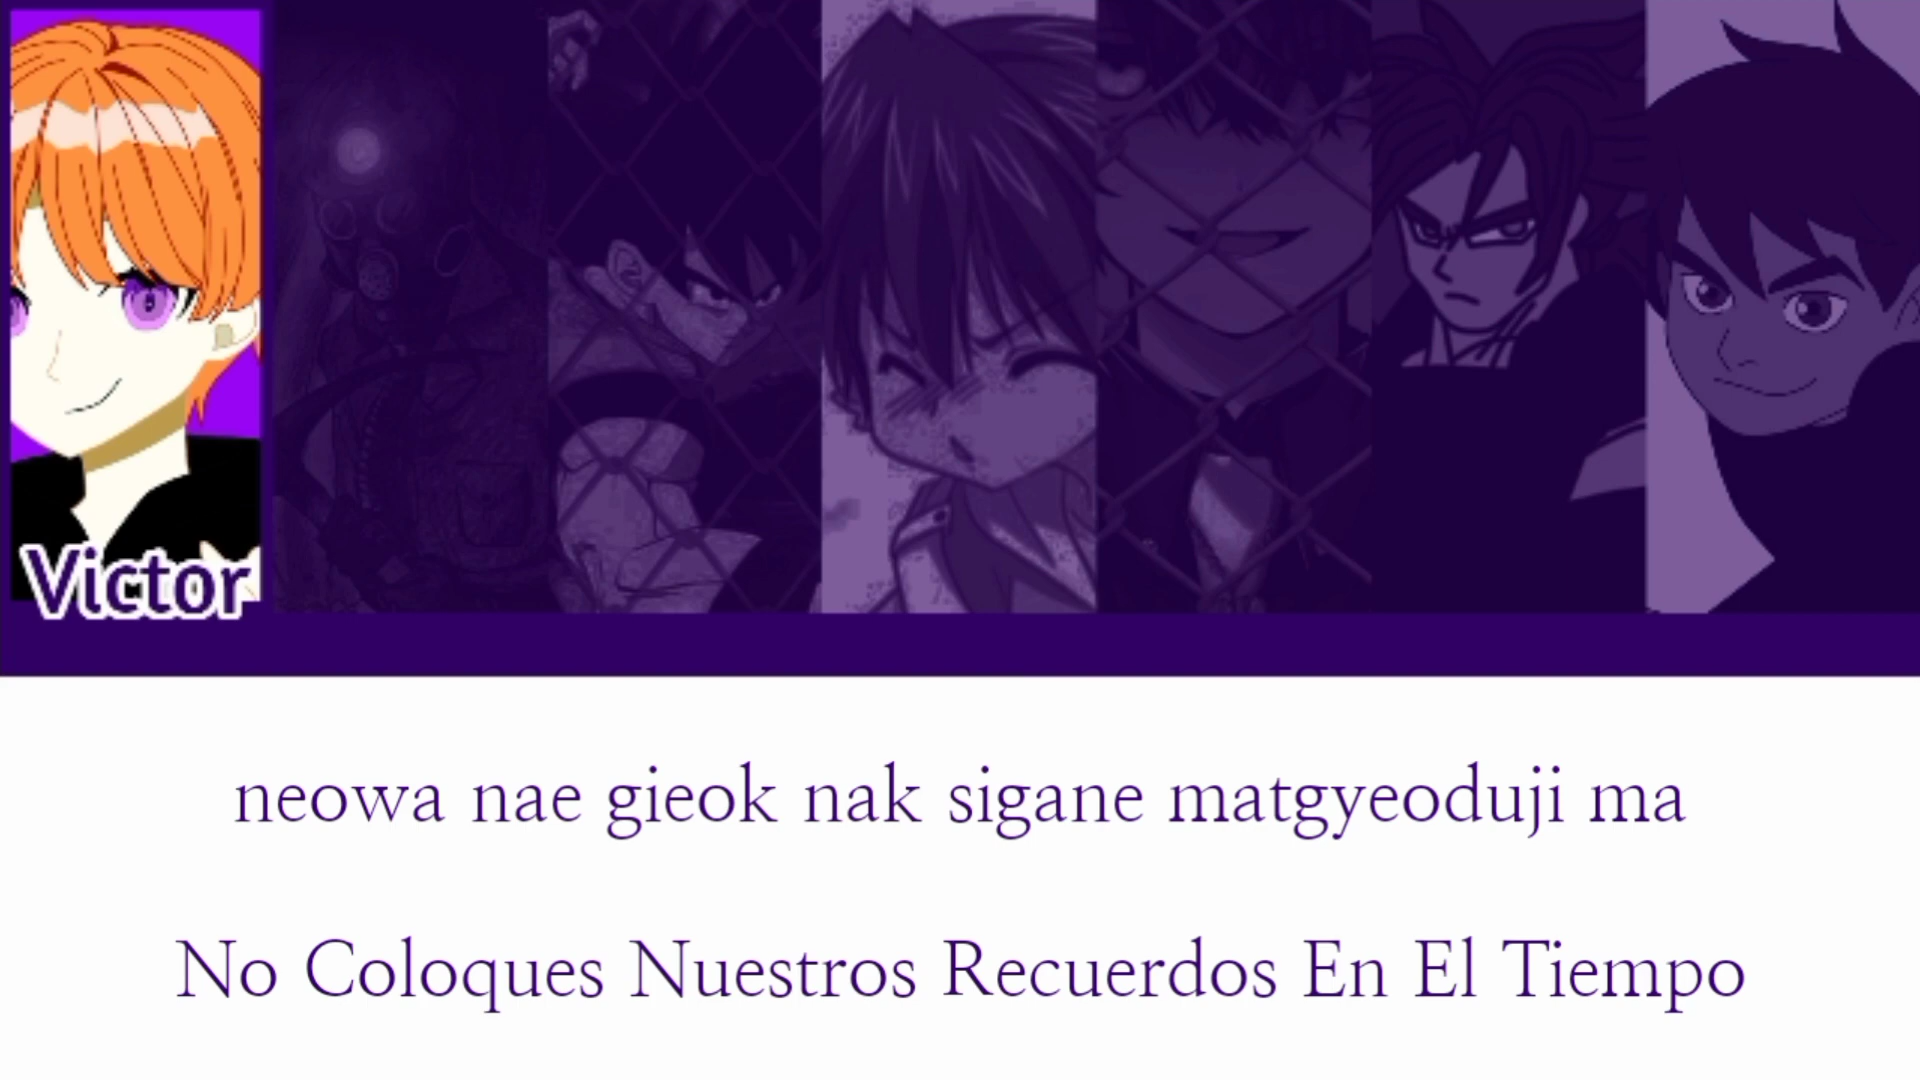 Victor
neowa nae gieok nak sigane matgyeoduji ma
No Coloques Nuestros Recuerdos En El Tiempo